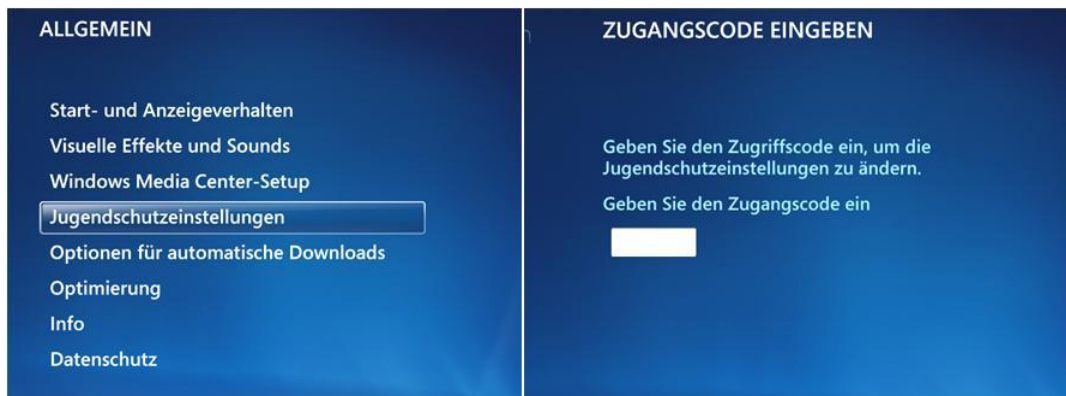 ALLGEMEIN
Start- und Anzeigeverhalten
Visuelle Effekte und Sounds
Windows Media Center-Setup
Jugendschutzeinstellungen
Optionen für automatische Downloads
Optimierung
Info
Datenschutz
ZUGANGSCODE EINGEBEN
Geben Sie den Zugriffscode ein, um die
Jugendschutzeinstellungen zu ändern.
Geben Sie den Zugangscode ein